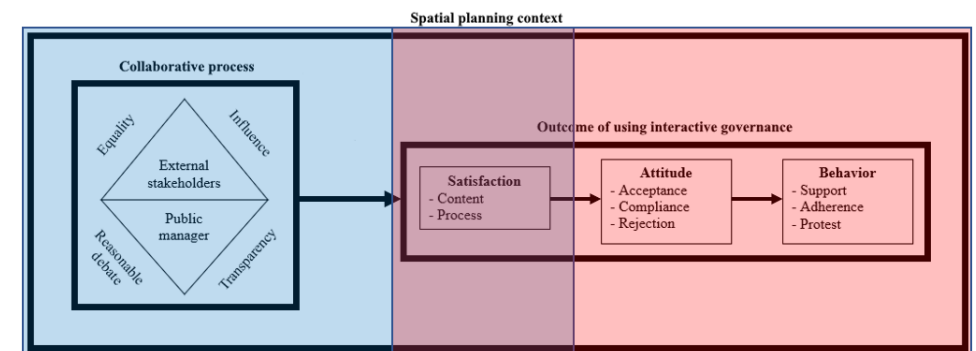 Spatial planning context
Collaborative process
Equality
Influence
External
stakeholders
Public
manager
Reasonable
debate
Transparency
Outcome of using interactive governance
Satisfaction
- Content
- Process
Attitude
- Acceptance
- Compliance
- Rejection
Behavior
- Support
- Adherence
- Protest